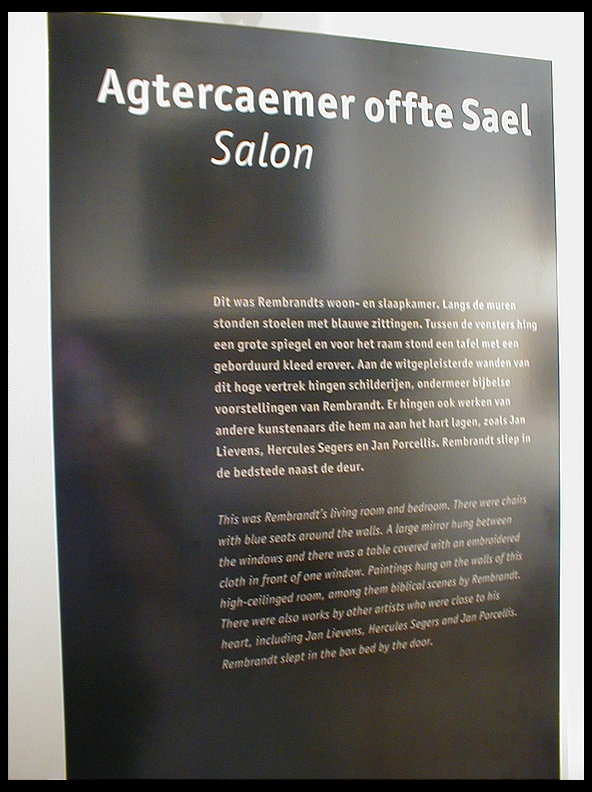 Agtercaemer offte Sael
Salon
Dit was Rembrandts woon- en slaapkamer. Langs de muren
stonden stoelen met blauwe zittingen. Tussen de vensters hing
een grote spiegel en voor het raam stond een tafel met een
geborduurd kleed erover. Aan de witgepleisterde wanden van
dit hoge vertrek hingen schilderijen, ondermeer bijbelse
voorstellingen van Rembrandt. Er hingen ook werken van
andere kunstenaars die hem na aan het hart lagen, zoals Jan
Lievens, Hercules Segers en Jan Porcellis. Rembrandt sliep in
de bedstede naast de deur.
This was Rembrandt's living room and bedroom. There were chairs
with blue seats around the walls. A large mirror hung between
the windows and there was a table covered with an embroidered
cloth in front of one window. Paintings hung on the walls of this
high-ceilinged room, among them biblical scenes by Rembrandt.
There were also works by other artists who were close to his
heart, including Jan Lievens, Hercules Segers and Jan Porcellis.
Rembrandt slept in the box bed by the door.